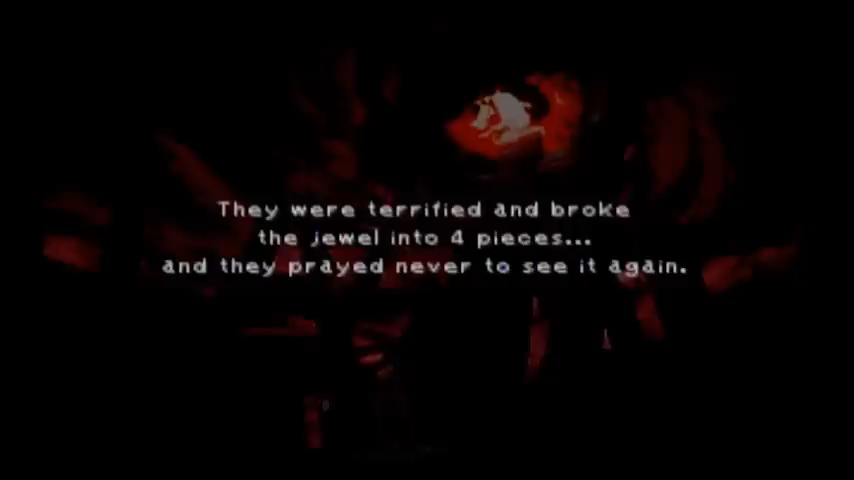 They were terrified and broke
the jewel into 4 pieces...
and they prayed never to see it again.